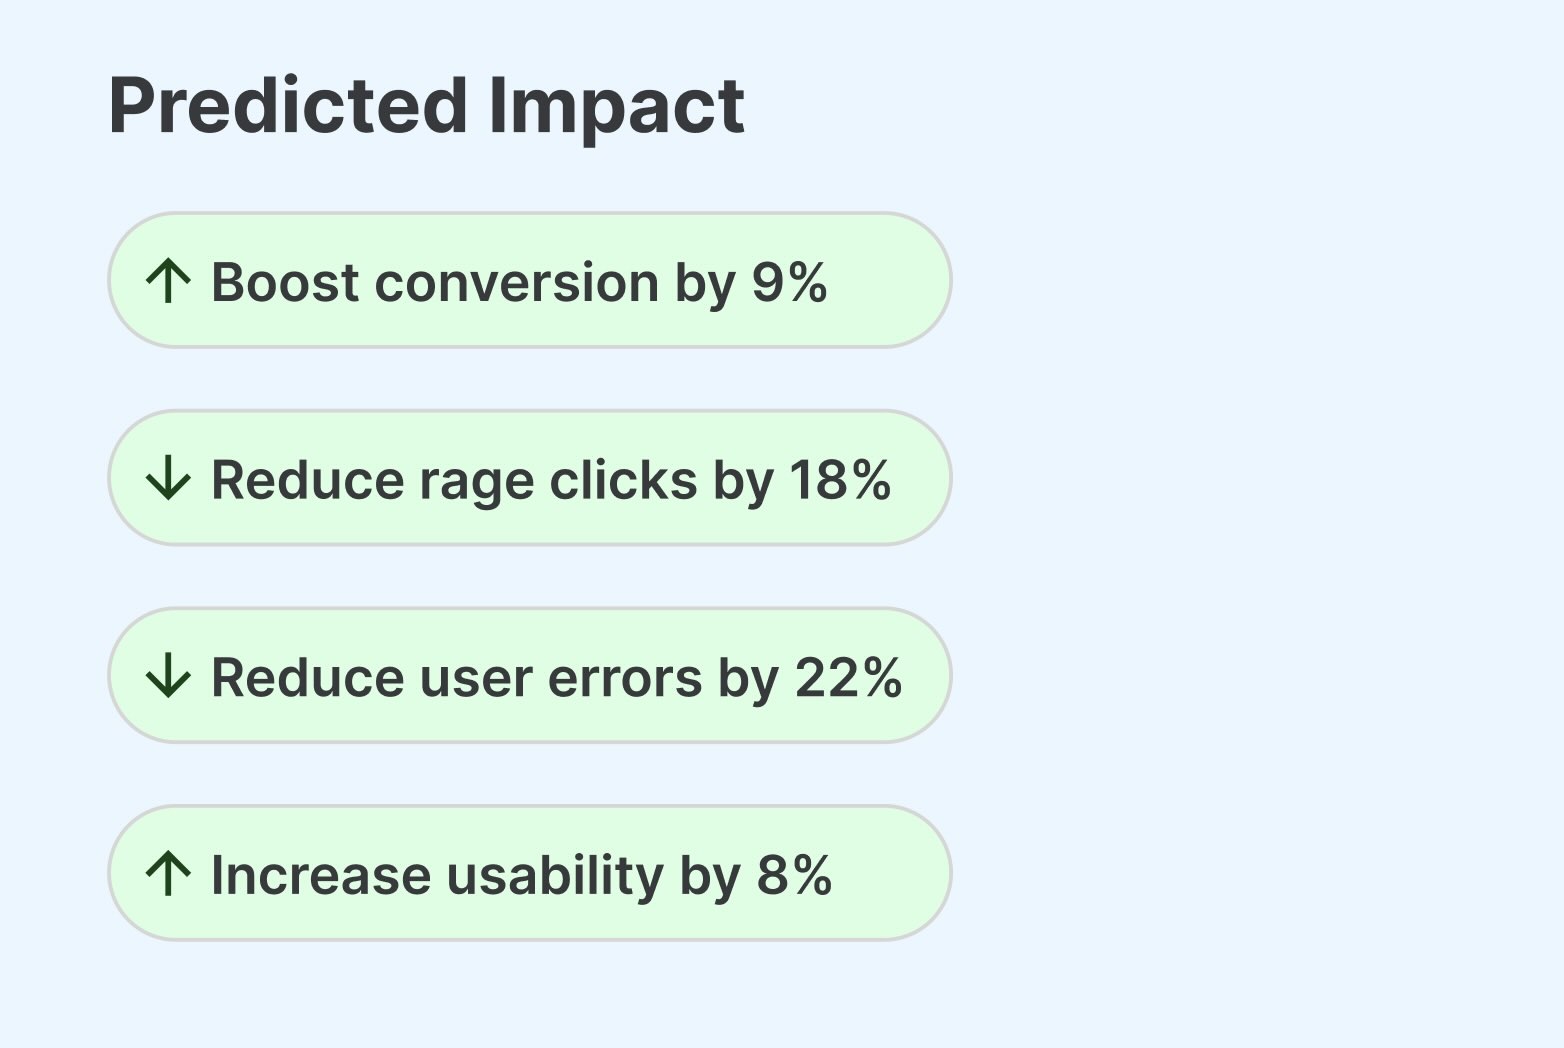 Predicted Impact
↑ Boost conversion by 9%
↓ Reduce rage clicks by 18%
↓ Reduce user errors by 22%
↑ Increase usability by 8%